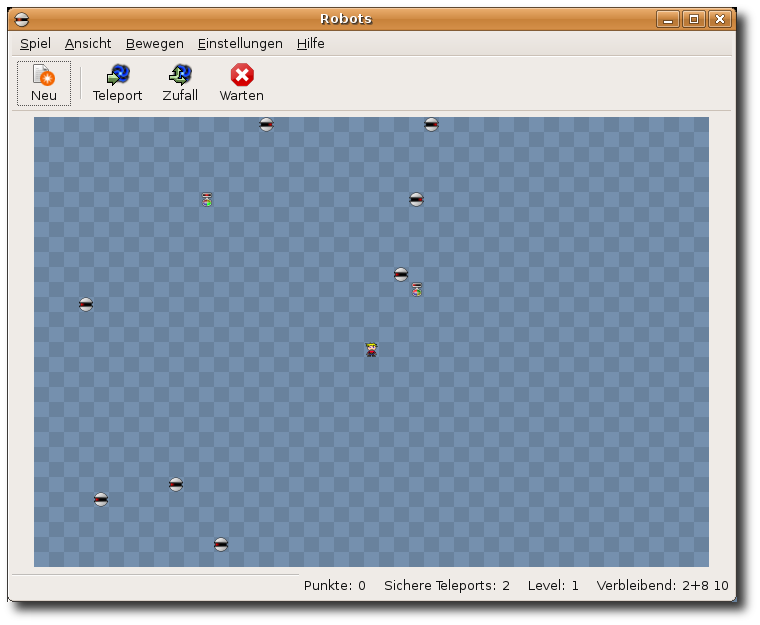 Robots
Spiel Ansicht Bewegen Einstellungen Hilfe
Neu Teleport Zufall Warten
Punkte: 0 Sichere Teleports: 2 Level: 1 Verbleibend: 2+8 10